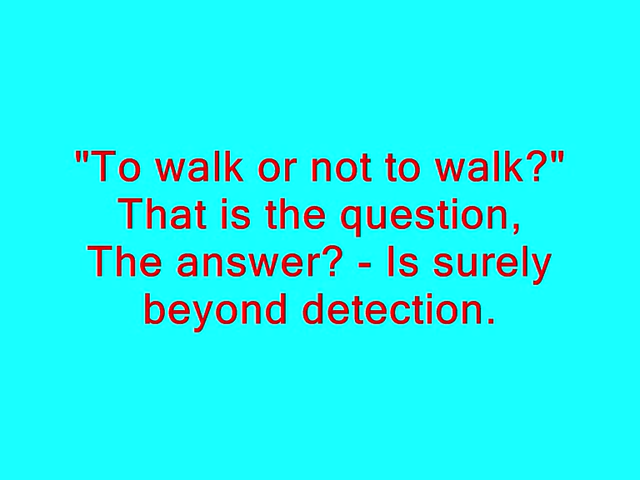 "To walk or not to walk?"
That is the question,
The answer? - Is surely
beyond detection.